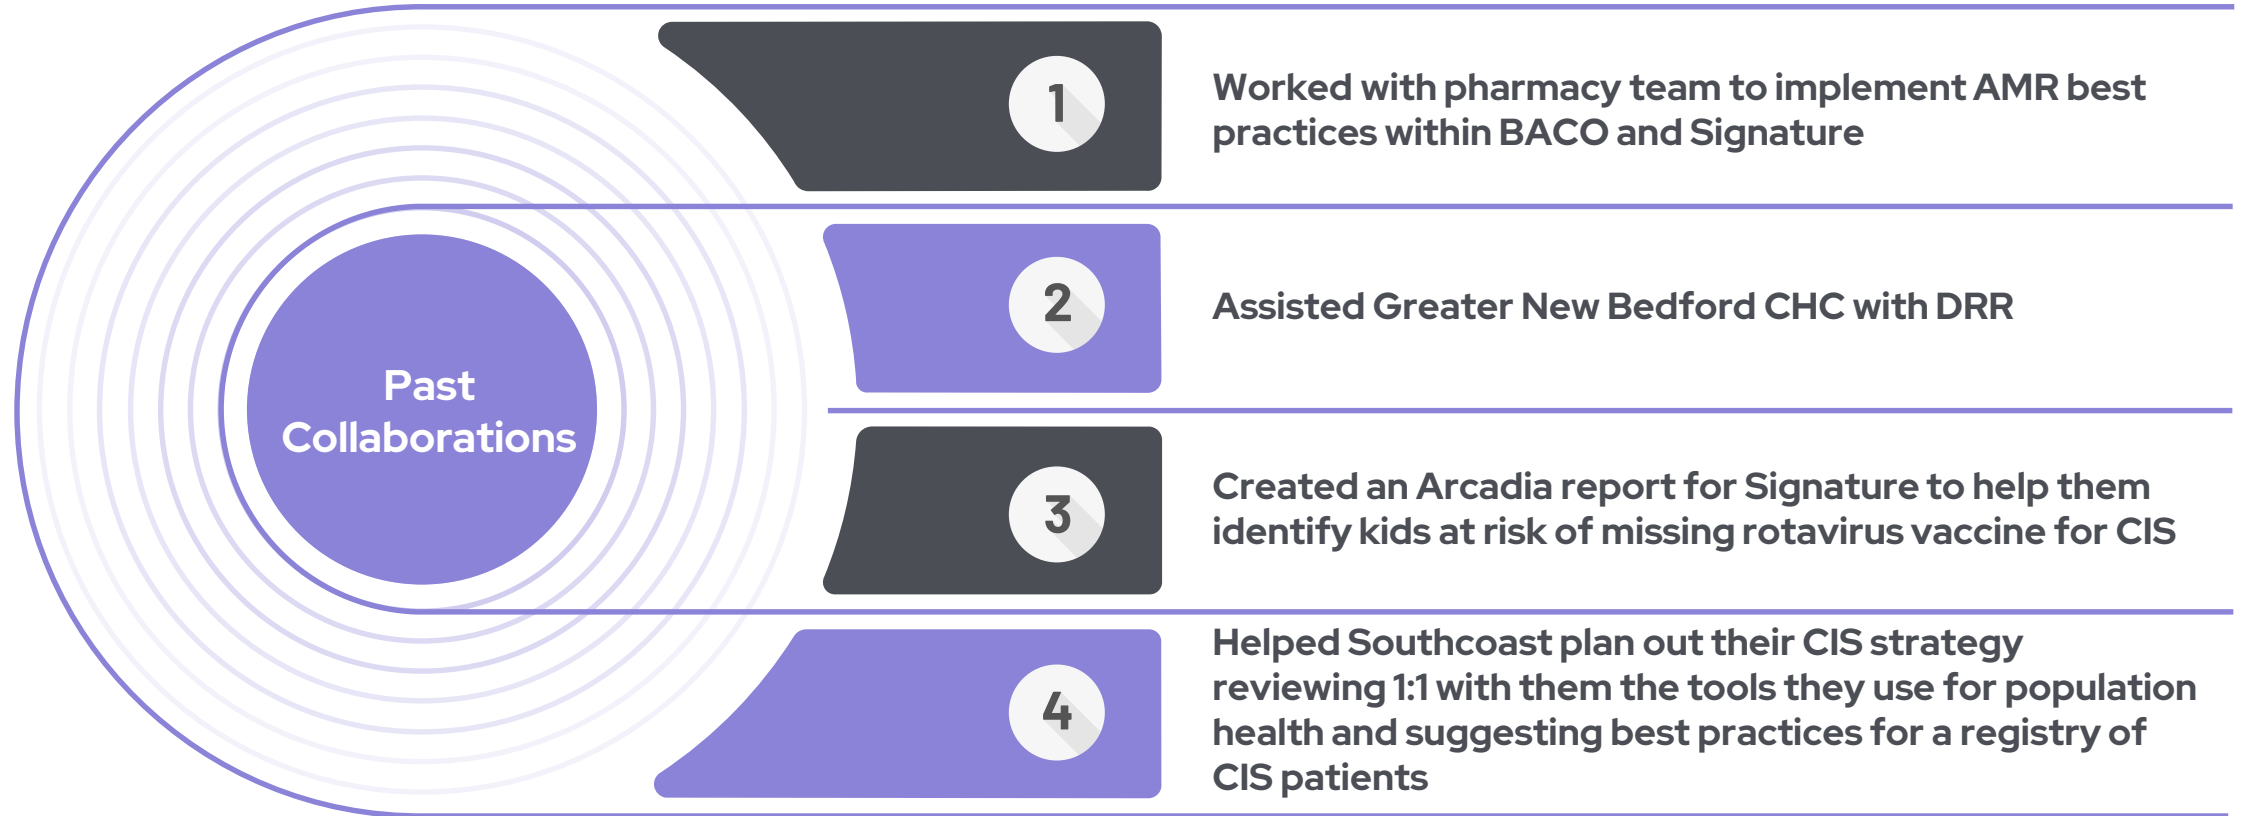 Past
Collaborations
1
Worked with pharmacy team to implement AMR best
practices within BACO and Signature
2
Assisted Greater New Bedford CHC with DRR
3
Created an Arcadia report for Signature to help them
identify kids at risk of missing rotavirus vaccine for CIS
4
Helped Southcoast plan out their CIS strategy
reviewing 1:1 with them the tools they use for population
health and suggesting best practices for a registry of
CIS patients